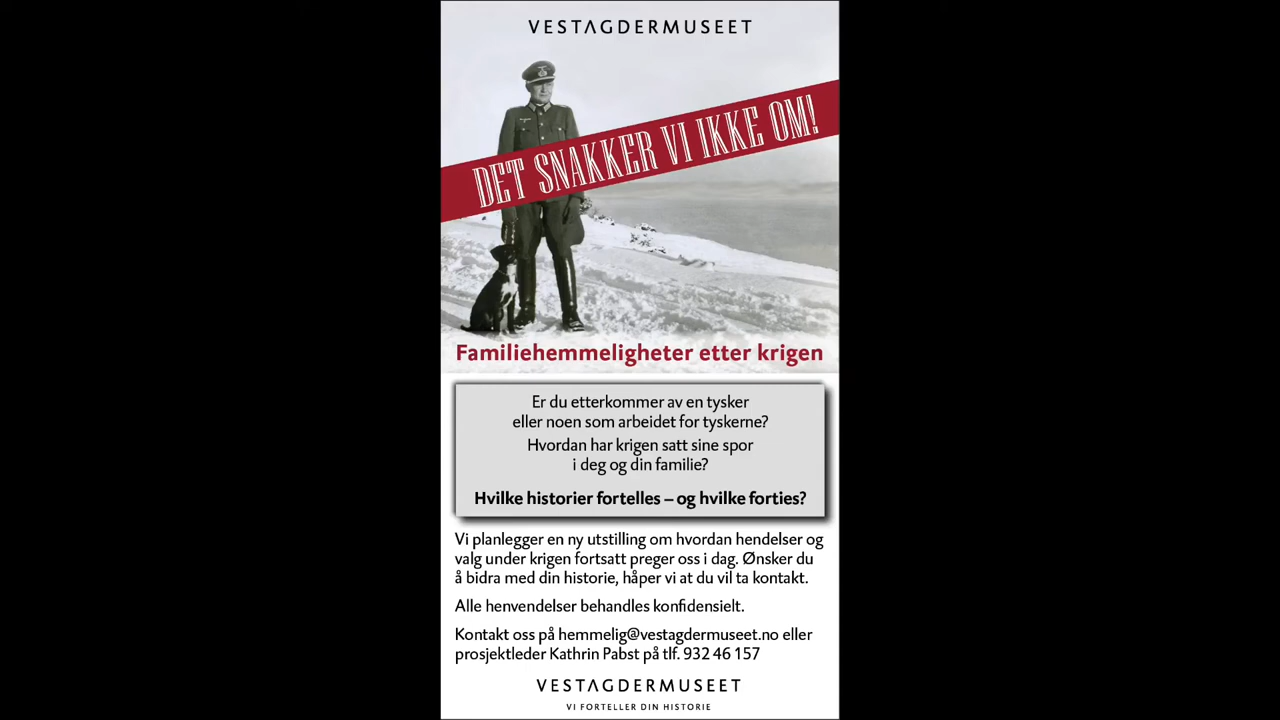 VESTAGDERMUSEET
DET SNAKKER VI IKKE OM!
Familiehemmeligheter etter krigen
Er du etterkommer av en tysker
eller noen som arbeidet for tyskerne?
Hvordan har krigen satt sine spor
i deg og din familie?
Hvilke historier fortelles – og hvilke forties?
Vi planlegger en ny utstilling om hvordan hendelser og
valg under krigen fortsatt preger oss i dag. Ønsker du
å bidra med din historie, håper vi at du vil ta kontakt.
Alle henvendelser behandles konfidensielt.
Kontakt oss på hemmelig@vestagdermuseet.no eller
prosjektleder Kathrin Pabst på tlf. 932 46 157
VESTAGDERMUSEET
VI FORTELLER DIN HISTORIE